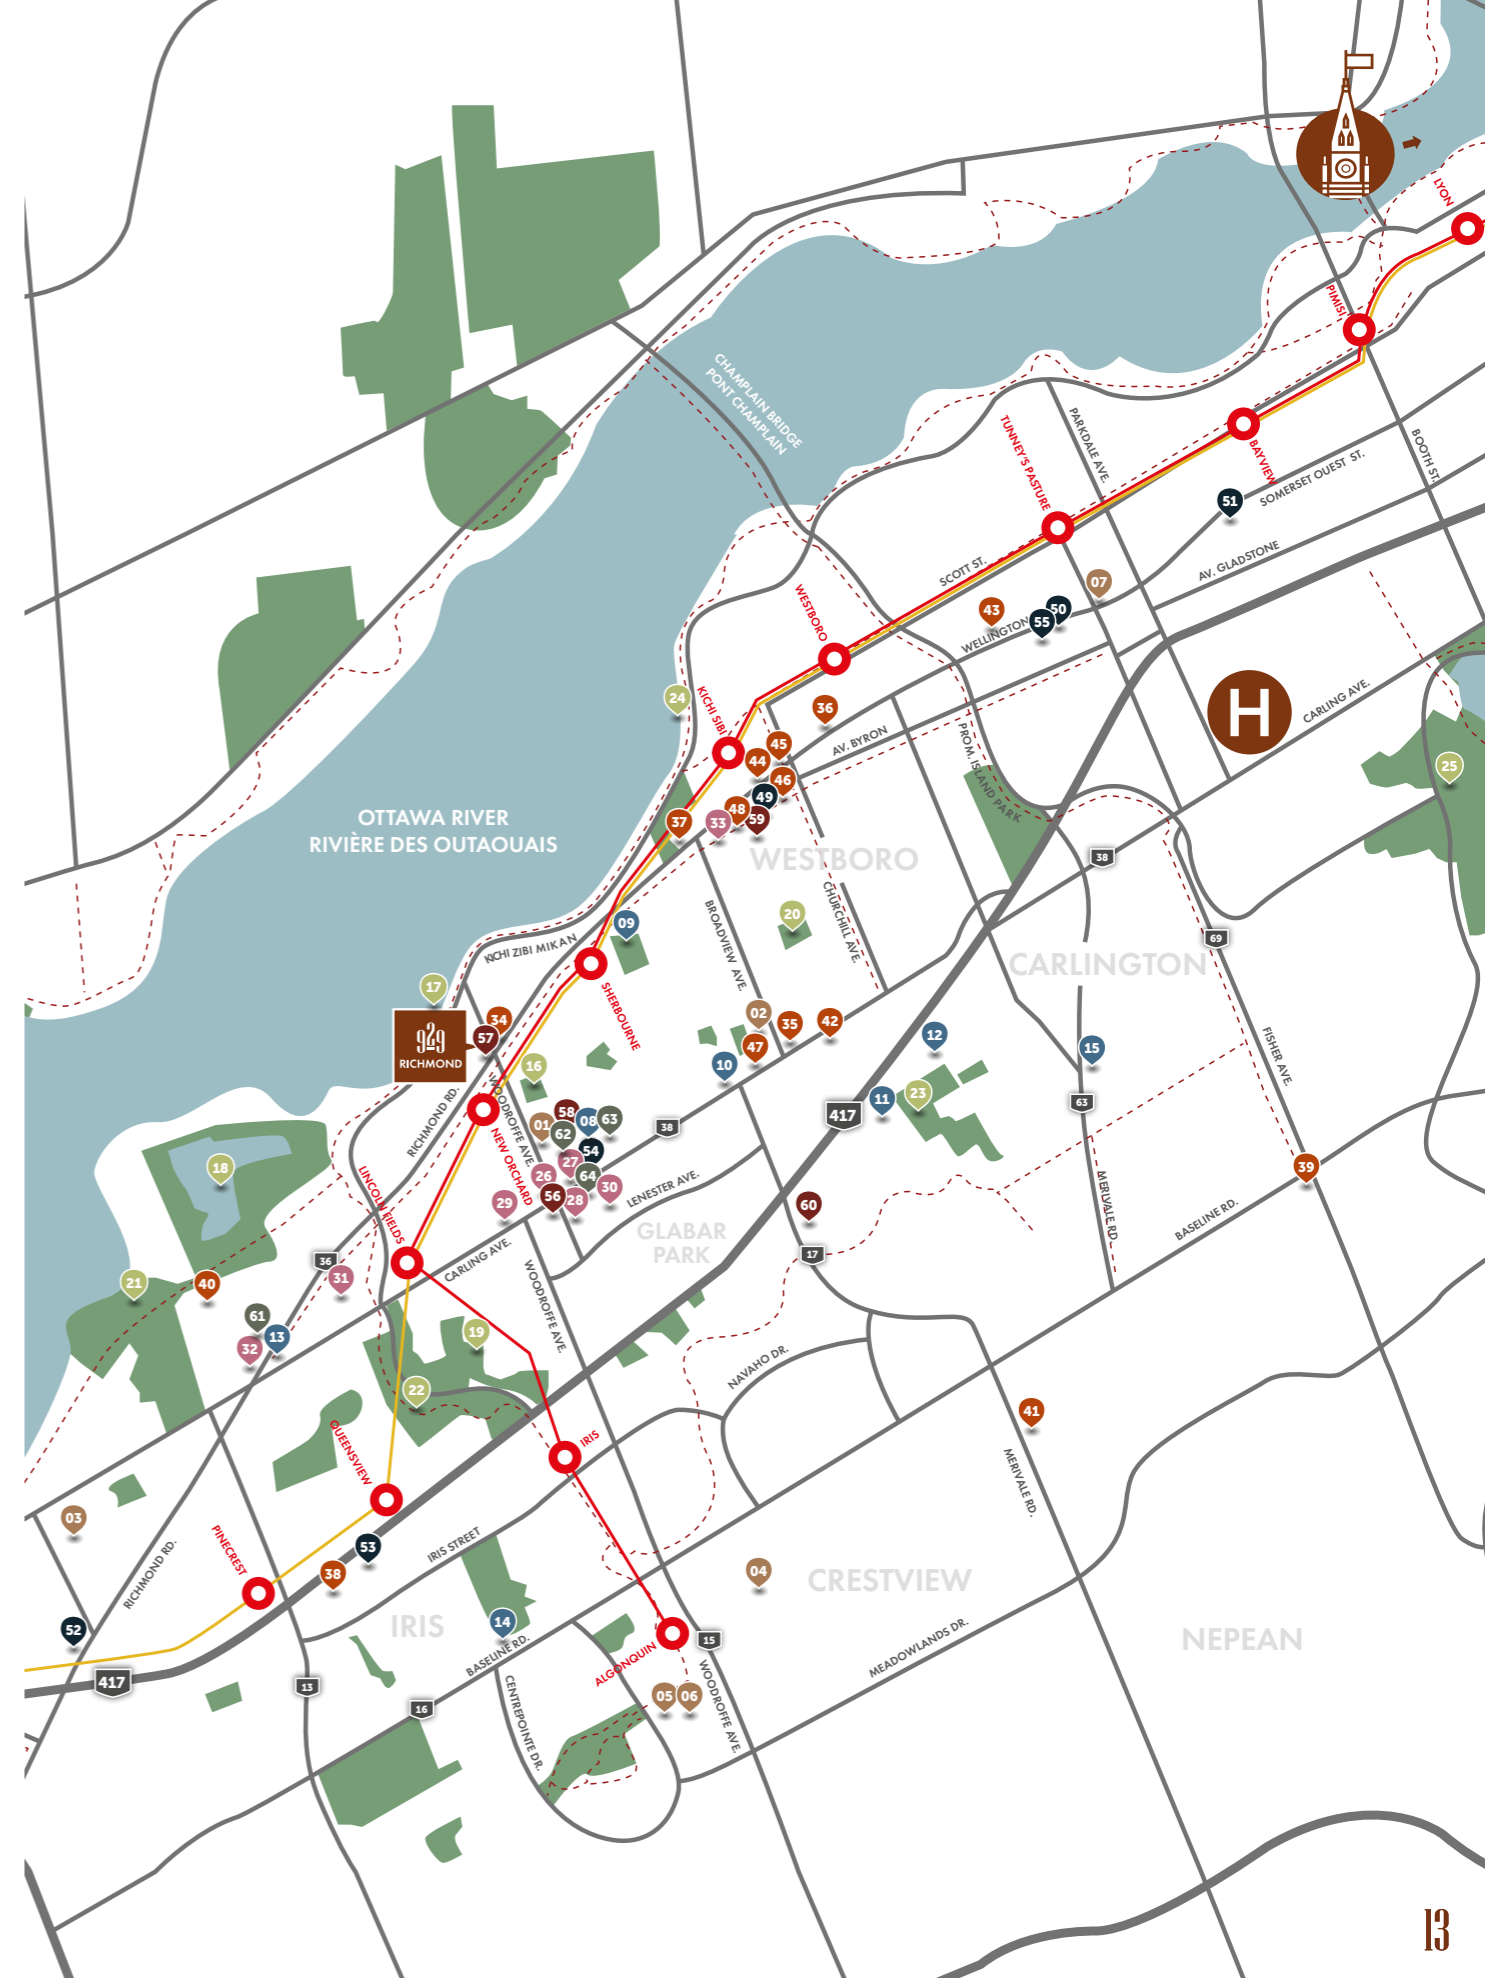 LYON
PIMISI
CHAMPLAIN BRIDGE
PONT CHAMPLAIN
TUNNEY'S PASTURE
PARKDALE AVE.
BAYVIEW
BOOTH ST.
SOMERSET OUEST ST.
51
AV. GLADSTONE
SCOTT ST.
07
43
50
55
WELLINGTON
WESTBORO
24
KICHI SIBI
36
H
CARLING AVE.
AV. BYRON
PROM. ISLAND PARK
45
44
46
49
48
59
33
37
25
OTTAWA RIVER
RIVIÈRE DES OUTAOUAIS
WESTBORO
38
20
CHURCHILL AVE.
BROADVIEW AVE.
09
KICHI ZIBI MIKAN
SHERBOURNE
69
CARLINGTON
17
929
RICHMOND
34
57
02
35
42
47
10
12
15
FISHER AVE.
16
WOODROFFE AVE.
RICHMOND RD.
NEW ORCHARD
11
23
417
63
01
58
08
63
62
54
38
27
26
64
30
29
56
28
LENESTER AVE.
18
LINCOLN FIELDS
GLABAR
PARK
60
17
MERIVALE RD
39
BASELINE RD.
36
31
CARLING AVE.
WOODROFFE AVE.
21
40
61
13
32
19
22
NAVAHO DR.
41
MERIVALE RD.
QUEENSVIEW
IRIS
03
PINECREST
RICHMOND RD.
53
38
IRIS STREET
04
CRESTVIEW
52
IRIS
14
BASELINE RD.
ALGONQUIN
15
MEADOWLANDS DR.
NEPEAN
417
13
16
CENTREPOINTE DR.
05
06
WOODROFFE AVE.
13